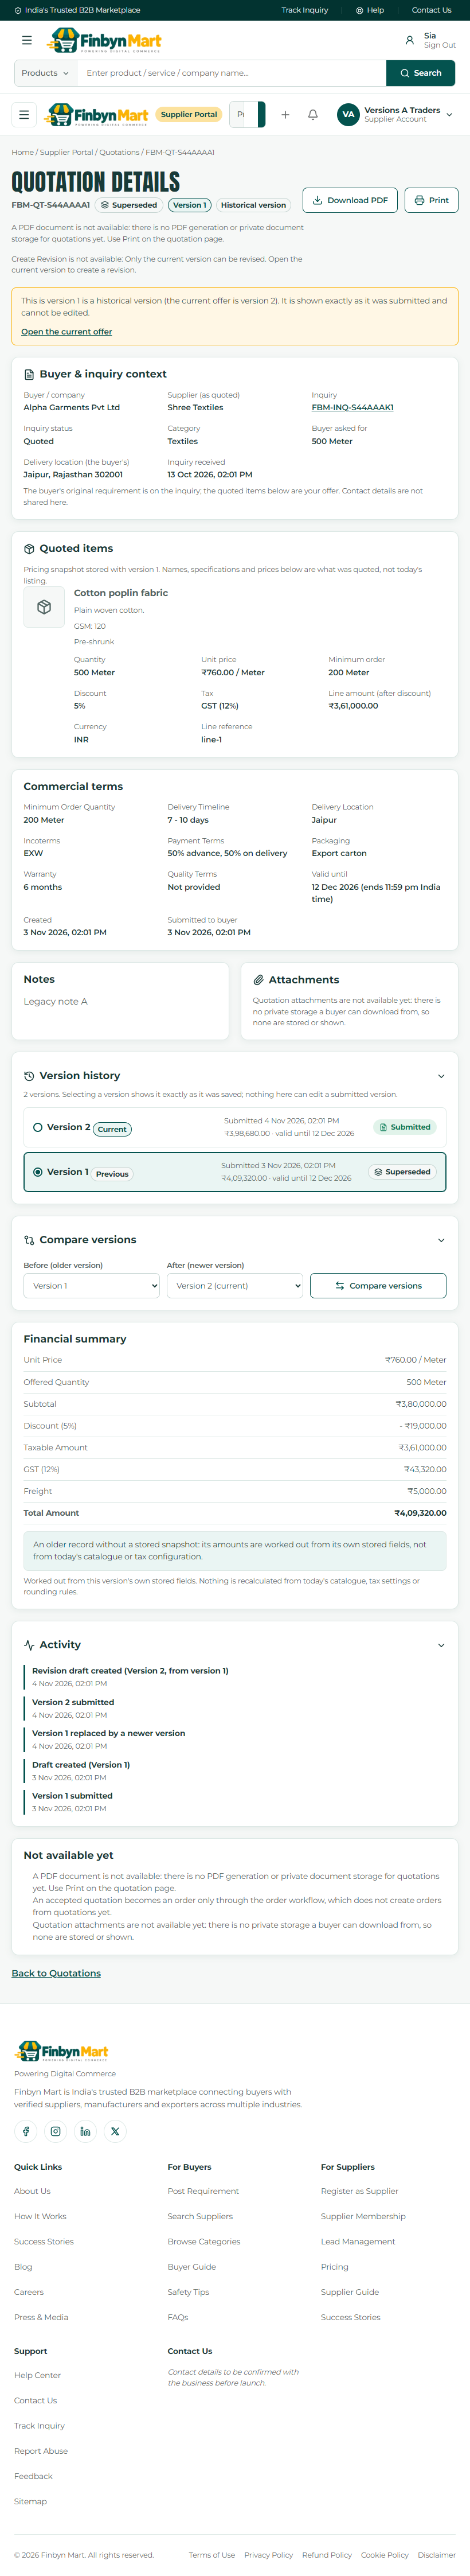 India's Trusted B2B Marketplace
Track Inquiry
Help
Contact Us
FinbynMart
POWERING DIGITAL COMMERCE
Sia
Sign Out
Products
Enter product / service / company name...
Search
FinbynMart
POWERING DIGITAL COMMERCE
Supplier Portal
VA
Versions A Traders
Supplier Account
Home / Supplier Portal / Quotations / FBM-QT-S44AAAA1
QUOTATION DETAILS
FBM-QT-S44AAAA1
Superseded
Version 1
Historical version
Download PDF
Print
A PDF document is not available: there is no PDF generation or private document
storage for quotations yet. Use Print on the quotation page.
Create Revision is not available: Only the current version can be revised. Open the
current version to create a revision.
This is version 1 is a historical version (the current offer is version 2). It is shown exactly as it was submitted and
cannot be edited.
Open the current offer
Buyer & inquiry context
Buyer / company
Supplier (as quoted)
Inquiry
Alpha Garments Pvt Ltd
Shree Textiles
FBM-INQ-S44AAAK1
Inquiry status
Category
Buyer asked for
Quoted
Textiles
500 Meter
Delivery location (the buyer's)
Inquiry received
Jaipur, Rajasthan 302001
13 Oct 2026, 02:01 PM
The buyer's original requirement is on the inquiry; the quoted items below are your offer. Contact details are not
shared here.
Quoted items
Pricing snapshot stored with version 1. Names, specifications and prices below are what was quoted, not today's
listing.
Cotton poplin fabric
Plain woven cotton.
GSM: 120
Pre-shrunk
Quantity
Unit price
Minimum order
500 Meter
₹760.00 / Meter
200 Meter
Discount
Tax
Line amount (after discount)
5%
GST (12%)
₹3,61,000.00
Currency
Line reference
INR
line-1
Commercial terms
Minimum Order Quantity
Delivery Timeline
Delivery Location
200 Meter
7 - 10 days
Jaipur
Incoterms
Payment Terms
Packaging
EXW
50% advance, 50% on delivery
Export carton
Warranty
Quality Terms
Valid until
6 months
Not provided
12 Dec 2026 (ends 11:59 pm India
time)
Created
Submitted to buyer
3 Nov 2026, 02:01 PM
3 Nov 2026, 02:01 PM
Notes
Legacy note A
Attachments
Quotation attachments are not available yet: there is
no private storage a buyer can download from, so
none are stored or shown.
Version history
2 versions. Selecting a version shows it exactly as it was saved; nothing here can edit a submitted version.
Version 2
Current
Submitted 4 Nov 2026, 02:01 PM
₹3,98,680.00 · valid until 12 Dec 2026
Submitted
Version 1
Previous
Submitted 3 Nov 2026, 02:01 PM
₹4,09,320.00 · valid until 12 Dec 2026
Superseded
Compare versions
Before (older version)
After (newer version)
Version 1
Version 2 (current)
Compare versions
Financial summary
Unit Price
₹760.00 / Meter
Offered Quantity
500 Meter
Subtotal
₹3,80,000.00
Discount (5%)
- ₹19,000.00
Taxable Amount
₹3,61,000.00
GST (12%)
₹43,320.00
Freight
₹5,000.00
Total Amount
₹4,09,320.00
An older record without a stored snapshot: its amounts are worked out from its own stored fields, not
from today's catalogue or tax configuration.
Worked out from this version's own stored fields. Nothing is recalculated from today's catalogue, tax settings or
rounding rules.
Activity
Revision draft created (Version 2, from version 1)
4 Nov 2026, 02:01 PM
Version 2 submitted
4 Nov 2026, 02:01 PM
Version 1 replaced by a newer version
4 Nov 2026, 02:01 PM
Draft created (Version 1)
3 Nov 2026, 02:01 PM
Version 1 submitted
3 Nov 2026, 02:01 PM
Not available yet
A PDF document is not available: there is no PDF generation or private document storage for quotations
yet. Use Print on the quotation page.
An accepted quotation becomes an order only through the order workflow, which does not create orders
from quotations yet.
Quotation attachments are not available yet: there is no private storage a buyer can download from, so
none are stored or shown.
Back to Quotations
FinbynMart
POWERING DIGITAL COMMERCE
Powering Digital Commerce
Finbyn Mart is India's trusted B2B marketplace connecting buyers with
verified suppliers, manufacturers and exporters across multiple industries.
Quick Links
About Us
How It Works
Success Stories
Blog
Careers
Press & Media
For Buyers
Post Requirement
Search Suppliers
Browse Categories
Buyer Guide
Safety Tips
FAQs
For Suppliers
Register as Supplier
Supplier Membership
Lead Management
Pricing
Supplier Guide
Success Stories
Support
Help Center
Contact Us
Track Inquiry
Report Abuse
Feedback
Sitemap
Contact Us
Contact details to be confirmed with
the business before launch.
© 2026 Finbyn Mart. All rights reserved.
Terms of Use
Privacy Policy
Refund Policy
Cookie Policy
Disclaimer